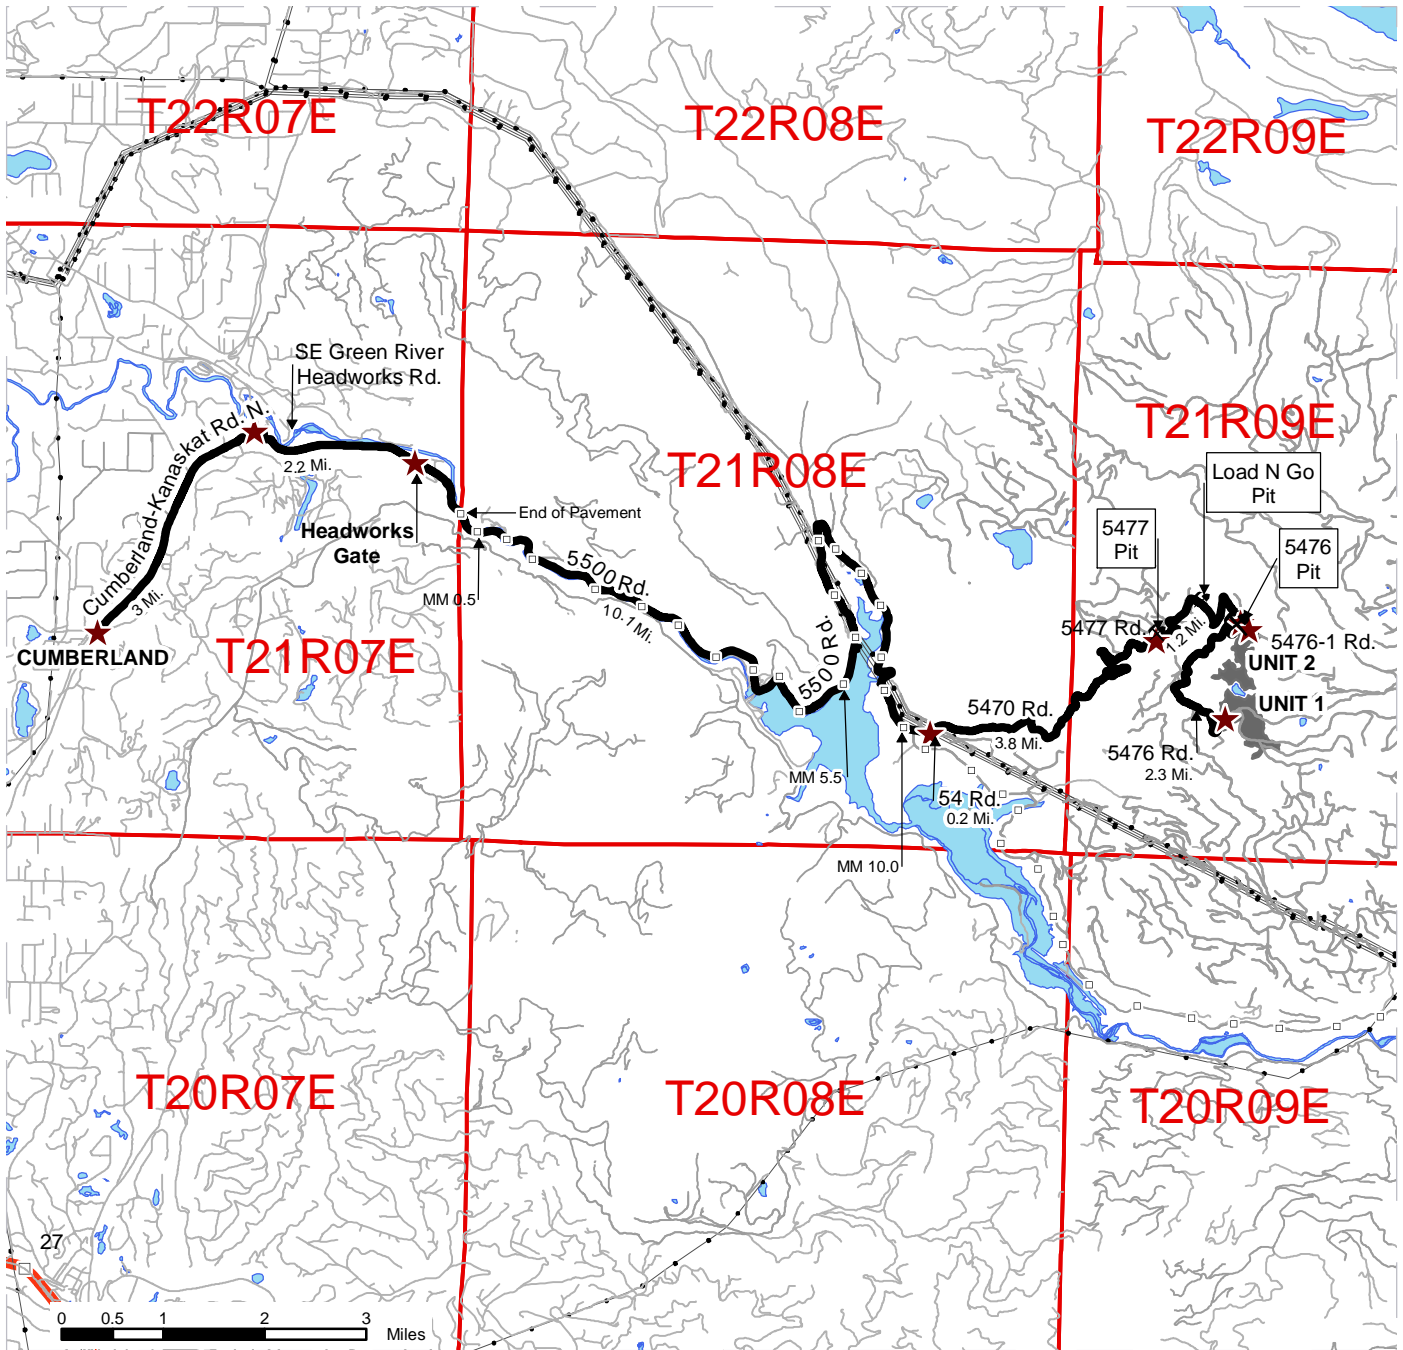 T22R07E
T22R08E
T22R09E
SE Green River
Headworks Rd.
Cumberland-Kanaskat Rd. N.
2.2 Mi.
3 Mi.
Headworks
Gate
End of Pavement
MM 0.5
CUMBERLAND
T21R07E
T21R08E
T21R09E
5500 Rd.
10.1 Mi.
5500 Rd.
MM 5.5
MM 10.0
54 Rd.
0.2 Mi.
5470 Rd.
3.8 Mi.
Load N Go
Pit
5477
Pit
5476
Pit
5477 Rd.
1.2 Mi.
5476-1 Rd.
UNIT 2
UNIT 1
5476 Rd.
2.3 Mi.
T20R07E
T20R08E
T20R09E
27
0 0.5 1 2 3
Miles